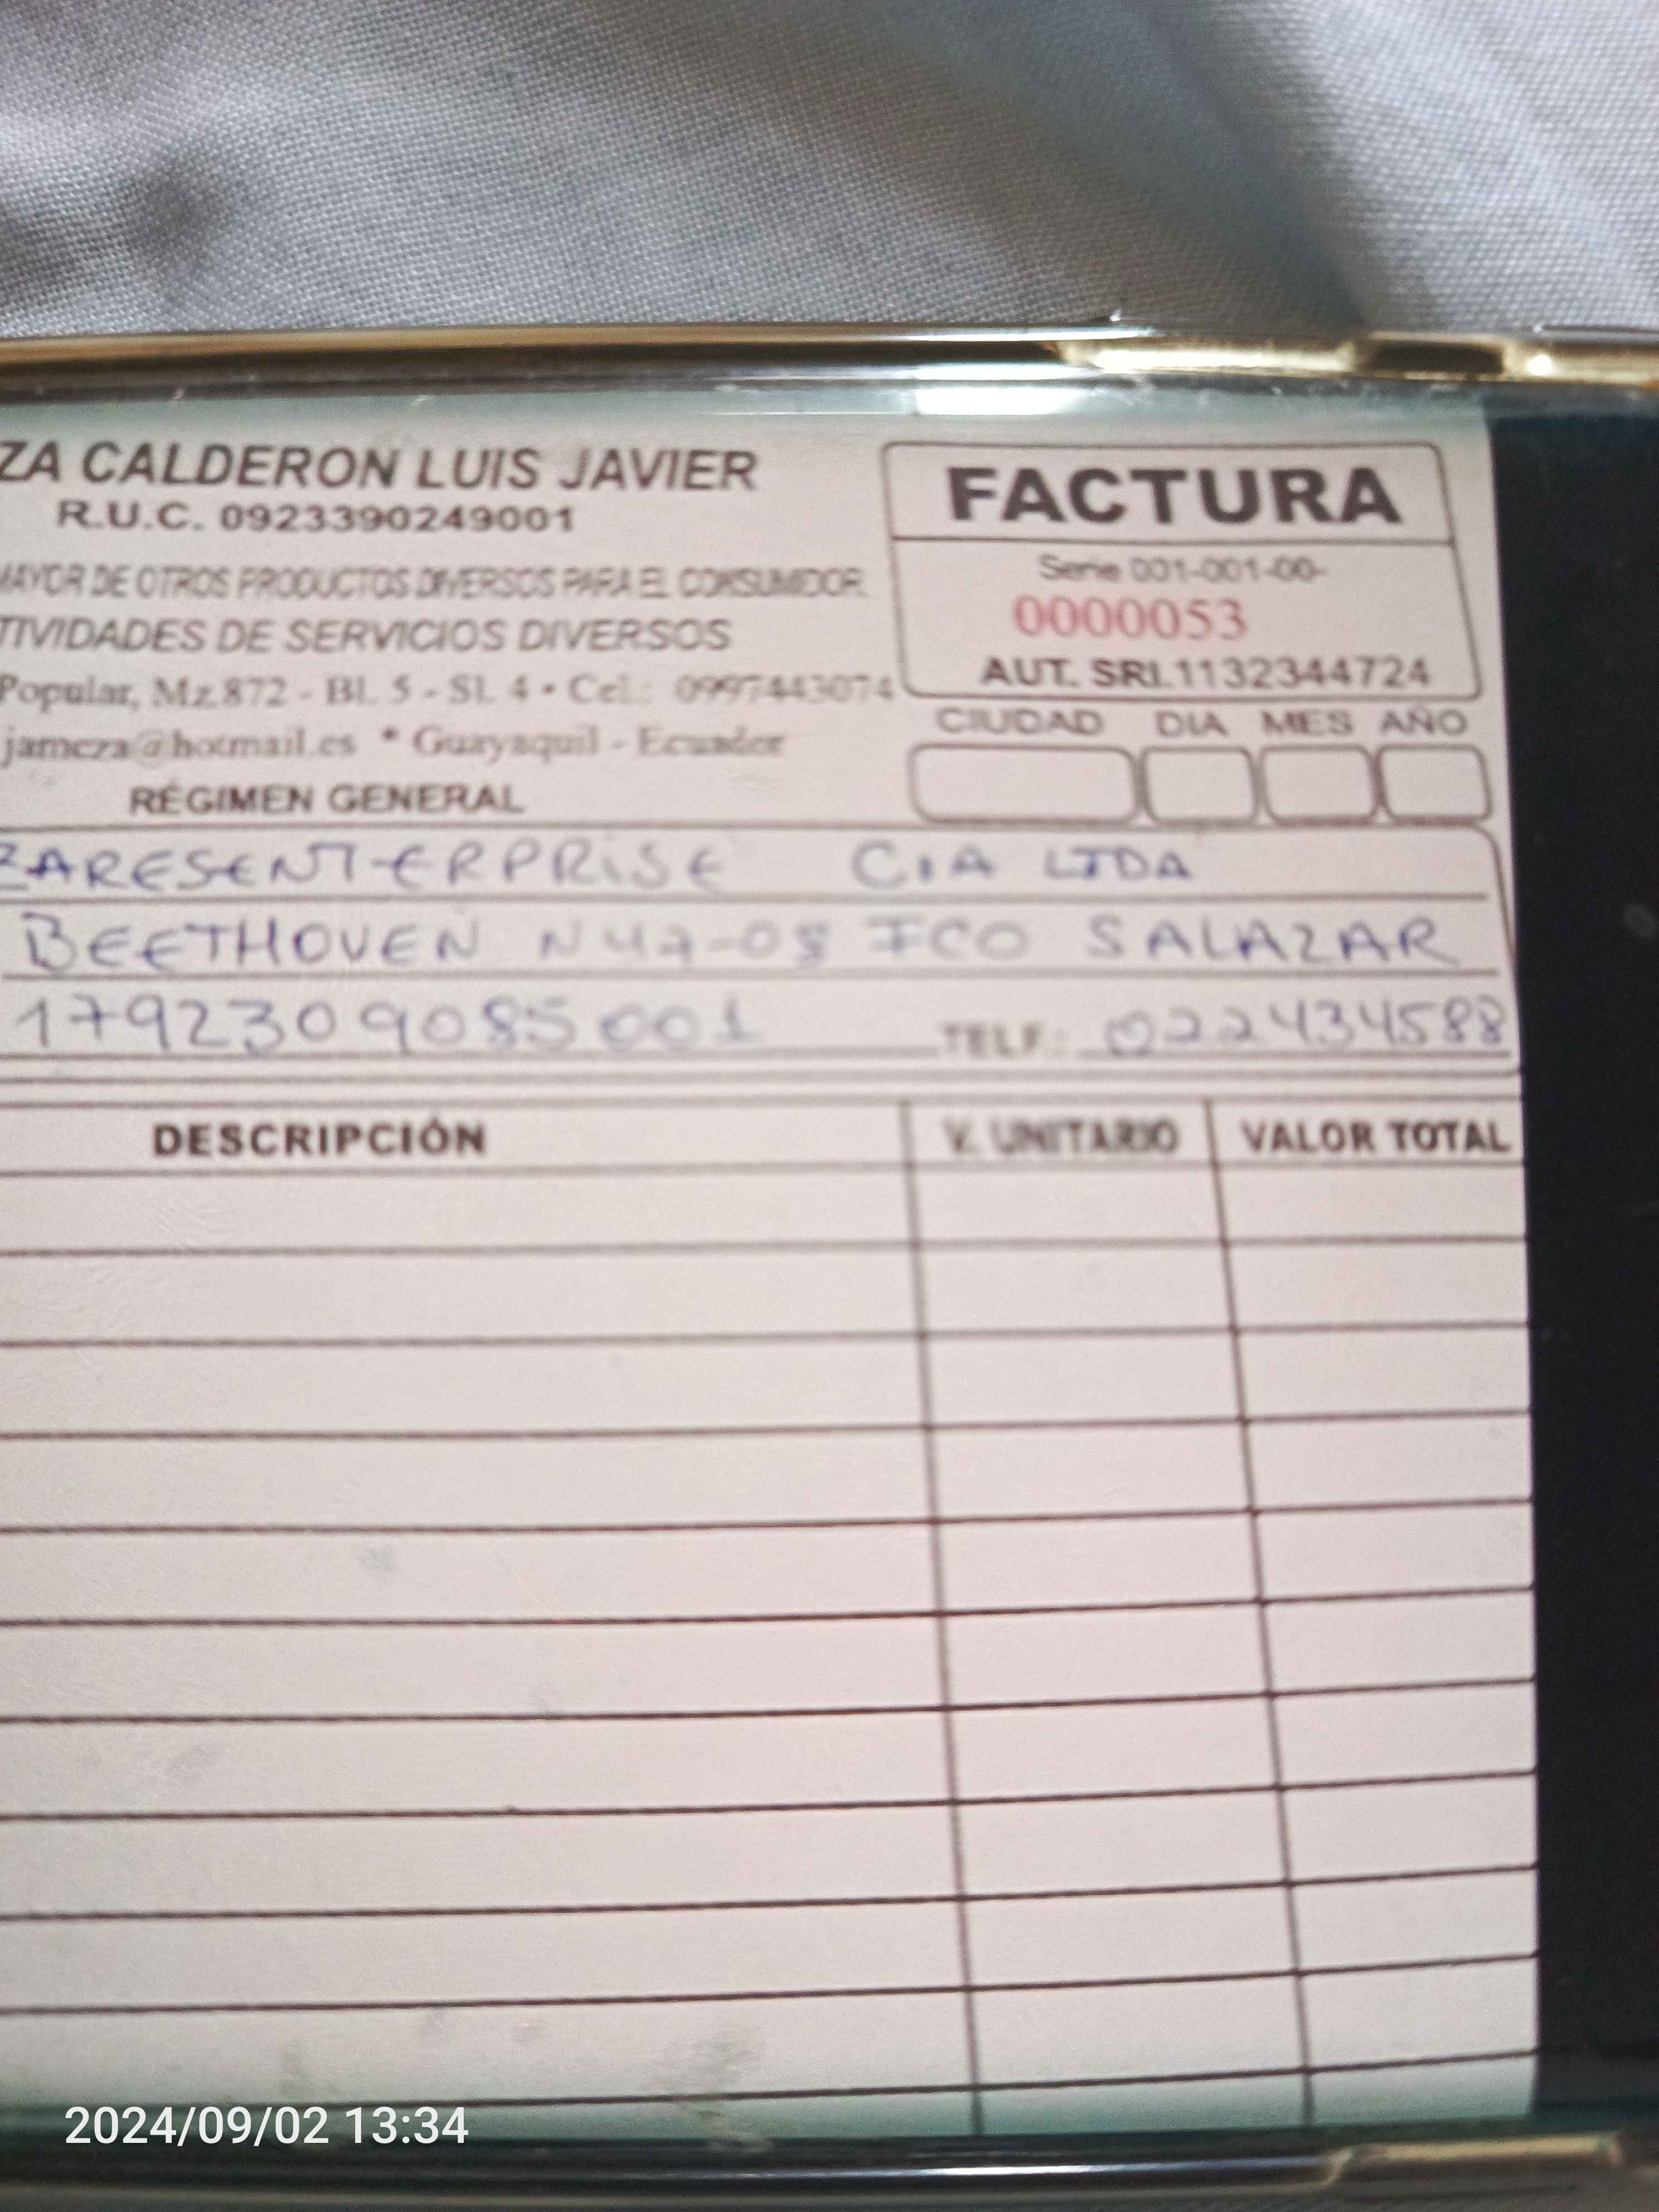 ZA CALDERON LUIS JAVIER
R.U.C. 0923390249001
MAYOR DE OTROS PRODUCTOS DIVERSOS PARA EL CONSUMIDOR
TIVIDADES DE SERVICIOS DIVERSOS
Popular, Mz.872 - Bl. 5 - Sl. 4 • Cel.: 0997443074
jameza@hotmail.es * Guayaquil - Ecuador
RÉGIMEN GENERAL
FACTURA
Serie 001-001-00-
0000053
AUT. SRI.1132344724
CIUDAD DIA MES AÑO
ZARESENTERPRISE CIA LTDA
BEETHOVEN N47-08 FCO SALAZAR
1792309085001 TELF.: 022434588
DESCRIPCIÓN V. UNITARIO VALOR TOTAL
2024/09/02 13:34